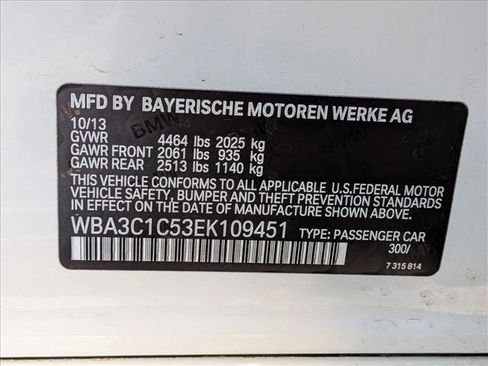 MFD BY BAYERISCHE MOTOREN WERKE AG
10/13
GVWR 4464 lbs 2025 kg
GAWR FRONT 2061 lbs 935 kg
GAWR REAR 2513 lbs 1140 kg
THIS VEHICLE CONFORMS TO ALL APPLICABLE U.S.FEDERAL MOTOR
VEHICLE SAFETY, BUMPER, AND THEFT PREVENTION STANDARDS
IN EFFECT ON THE DATE OF MANUFACTURE SHOWN ABOVE.
WBA3C1C53EK109451 TYPE: PASSENGER CAR
300/
7 315 814